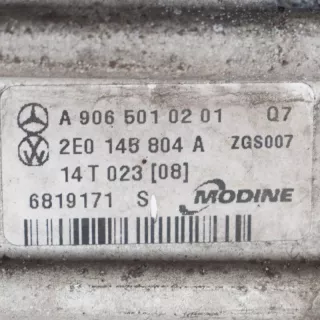 A 906 501 02 01 Q7
2E0 145 804 A ZGS007
14 T 023 [08]
6819171 S MODINE